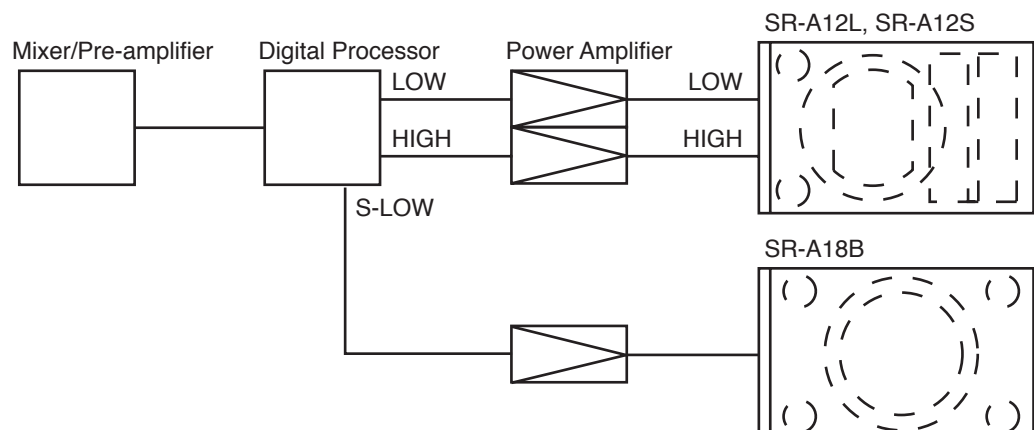 SR-A12L, SR-A12S
Mixer/Pre-amplifier
Digital Processor
Power Amplifier
LOW
LOW
HIGH
HIGH
S-LOW
SR-A18B